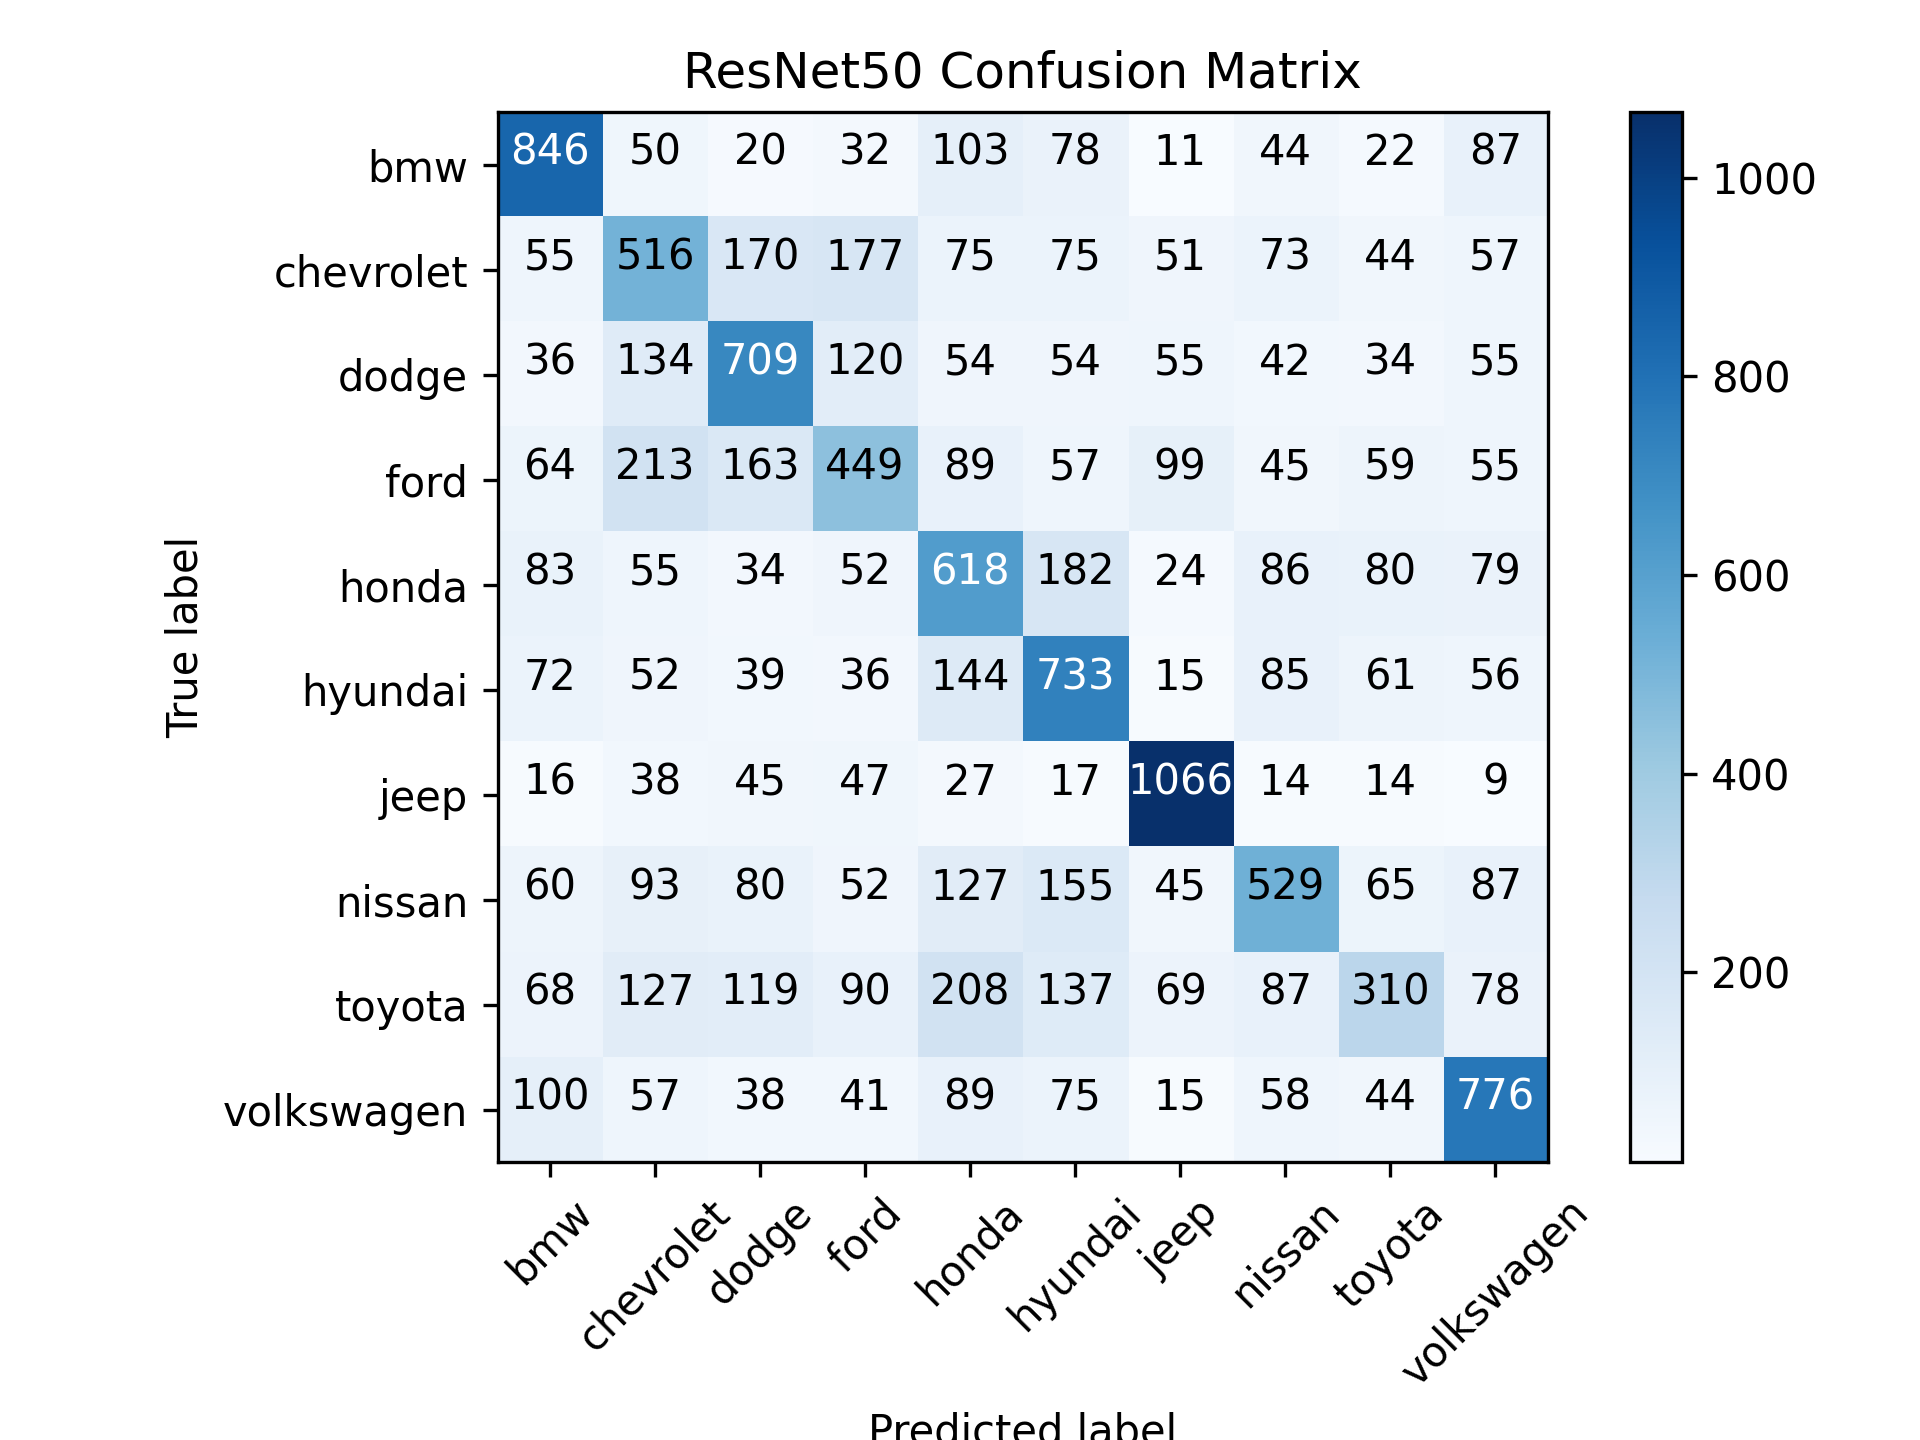 ResNet50 Confusion Matrix
bmw 846 50 20 32 103 78 11 44 22 87
chevrolet 55 516 170 177 75 75 51 73 44 57
dodge 36 134 709 120 54 54 55 42 34 55
ford 64 213 163 449 89 57 99 45 59 55
honda 83 55 34 52 618 182 24 86 80 79
hyundai 72 52 39 36 144 733 15 85 61 56
jeep 16 38 45 47 27 17 1066 14 14 9
nissan 60 93 80 52 127 155 45 529 65 87
toyota 68 127 119 90 208 137 69 87 310 78
volkswagen 100 57 38 41 89 75 15 58 44 776
True label
bmw chevrolet dodge ford honda hyundai jeep nissan toyota volkswagen
Predicted label
1000
800
600
400
200